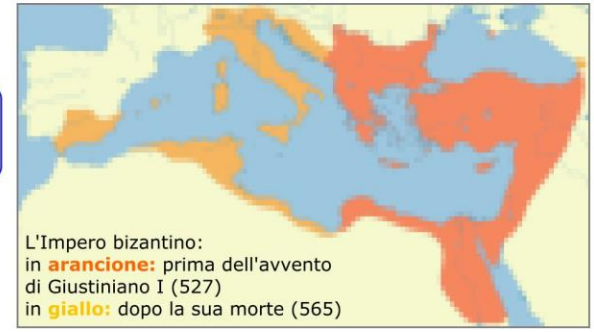 L'Impero bizantino:
in arancione: prima dell'avvento
di Giustiniano I (527)
in giallo: dopo la sua morte (565)